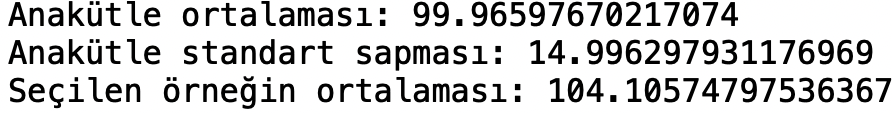 Anakütle ortalaması: 99.96597670217074
Anakütle standart sapması: 14.996297931176969
Seçilen örneğin ortalaması: 104.10574797536367